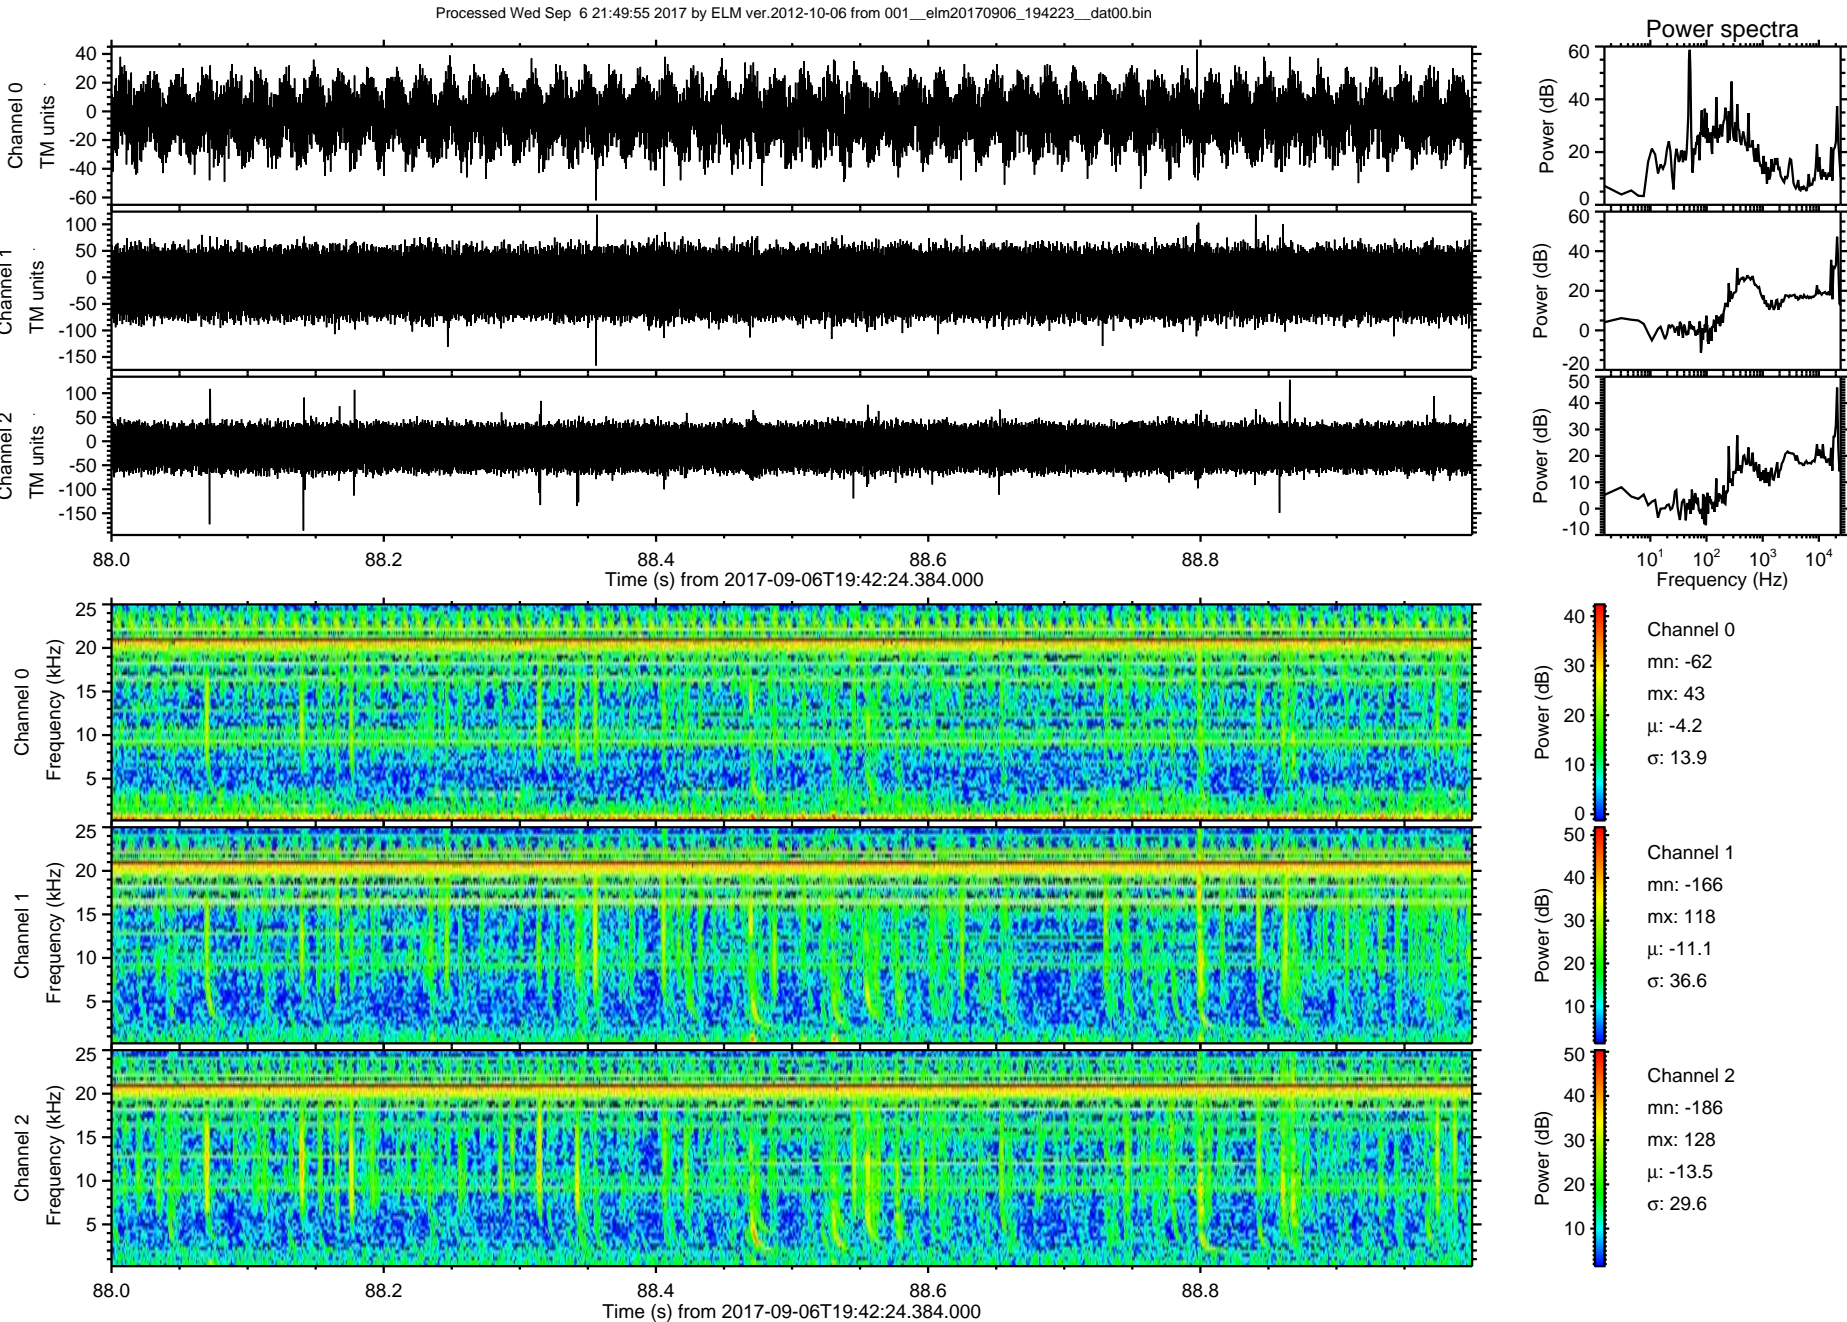 Processed Wed Sep  6 21:49:55 2017 by ELM ver.2012-10-06 from 001__elm20170906_194223__dat00.bin
Power spectra
Channel 0
TM units
40
20
0
-20
-40
-60
Power (dB)
60
40
20
0
Channel 1
TM units
100
50
0
-50
-100
-150
Power (dB)
60
40
20
0
-20
Channel 2
TM units
100
50
0
-50
-100
-150
Power (dB)
50
40
30
20
10
0
-10
88.0 88.2 88.4 88.6 88.8
Time (s) from 2017-09-06T19:42:24.384.000
10^1 10^2 10^3 10^4
Frequency (Hz)
Channel 0
Frequency (kHz)
25
20
15
10
5
Power (dB)
40
30
20
10
0
Channel 0
mn: -62
mx: 43
μ: -4.2
σ: 13.9
Channel 1
Frequency (kHz)
25
20
15
10
5
Power (dB)
50
40
30
20
10
Channel 1
mn: -166
mx: 118
μ: -11.1
σ: 36.6
Channel 2
Frequency (kHz)
25
20
15
10
5
Power (dB)
50
40
30
20
10
Channel 2
mn: -186
mx: 128
μ: -13.5
σ: 29.6
88.0 88.2 88.4 88.6 88.8
Time (s) from 2017-09-06T19:42:24.384.000